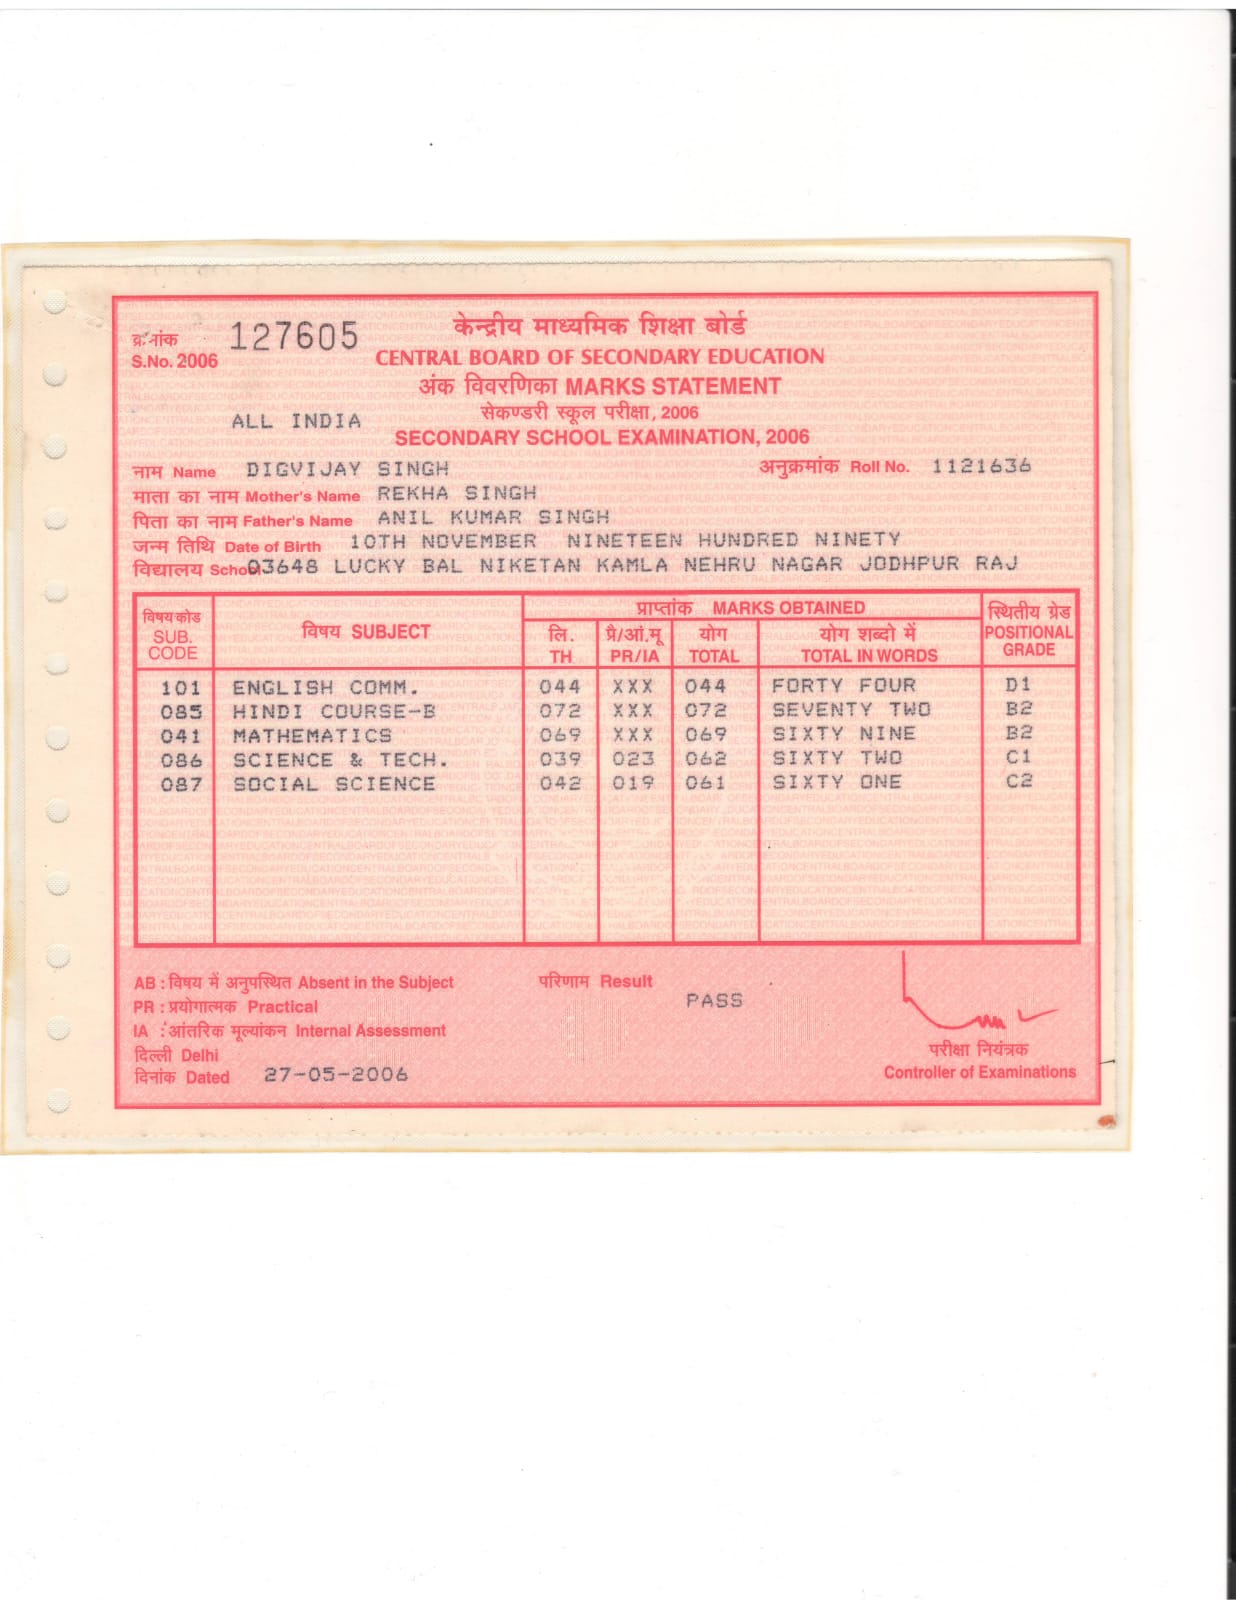 क्रमांक
S.No. 2006 127605
केन्द्रीय माध्यमिक शिक्षा बोर्ड
CENTRAL BOARD OF SECONDARY EDUCATION
अंक विवरणिका MARKS STATEMENT
सेकण्डरी स्कूल परीक्षा, 2006
ALL INDIA
SECONDARY SCHOOL EXAMINATION, 2006
नाम Name DIGVIJAY SINGH अनुक्रमांक Roll No. 1121636
माता का नाम Mother's Name REKHA SINGH
पिता का नाम Father's Name ANIL KUMAR SINGH
जन्म तिथि Date of Birth 10TH NOVEMBER NINETEEN HUNDRED NINETY
विद्यालय School 03648 LUCKY BAL NIKETAN KAMLA NEHRU NAGAR JODHPUR RAJ
विषय कोड SUB. CODE विषय SUBJECT प्राप्तांक MARKS OBTAINED स्थितीय ग्रेड POSITIONAL GRADE
लि. TH प्रै/आं.मू PR/IA योग TOTAL योग शब्दो में TOTAL IN WORDS
101 ENGLISH COMM. 044 XXX 044 FORTY FOUR D1
085 HINDI COURSE-B 072 XXX 072 SEVENTY TWO B2
041 MATHEMATICS 069 XXX 069 SIXTY NINE B2
086 SCIENCE & TECH. 039 023 062 SIXTY TWO C1
087 SOCIAL SCIENCE 042 019 061 SIXTY ONE C2
AB : विषय में अनुपस्थित Absent in the Subject परिणाम Result
PASS
PR : प्रयोगात्मक Practical
IA : आंतरिक मूल्यांकन Internal Assessment
दिल्ली Delhi
दिनांक Dated 27-05-2006
परीक्षा नियंत्रक
Controller of Examinations